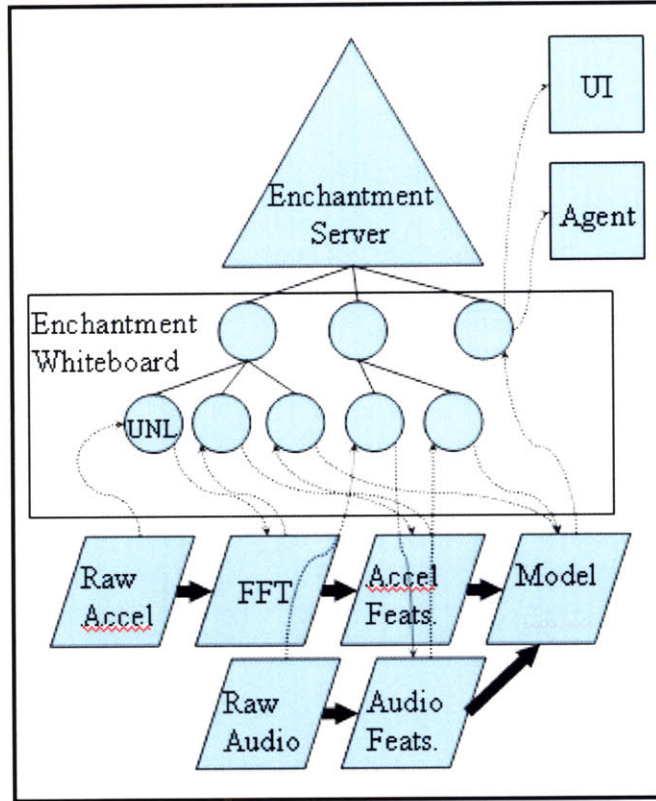 UI
Agent
Enchantment
Server
Enchantment
Whiteboard
UNL
Raw
Accel
FFT
Accel
Feats.
Model
Raw
Audio
Audio
Feats.